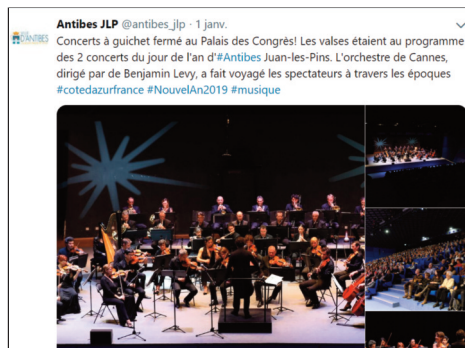 Antibes JLP @antibes_jlp · 1 janv.
Concerts à guichet fermé au Palais des Congrès! Les valses étaient au programme
des 2 concerts du jour de l'an d'#Antibes Juan-les-Pins. L'orchestre de Cannes,
dirigé par de Benjamin Levy, a fait voyagé les spectateurs à travers les époques
#cotedazurfrance #NouvelAn2019 #musique